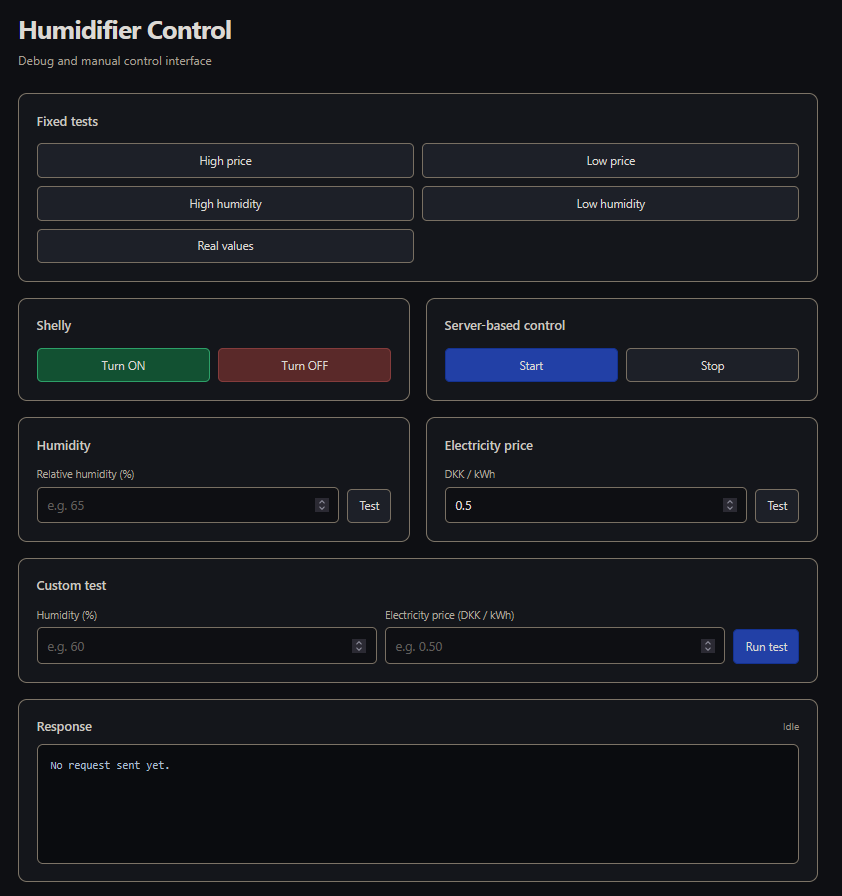 Humidifier Control
Debug and manual control interface
Fixed tests
High price
Low price
High humidity
Low humidity
Real values
Shelly
Turn ON
Turn OFF
Server-based control
Start
Stop
Humidity
Relative humidity (%)
e.g. 65
Test
Electricity price
DKK / kWh
0.5
Test
Custom test
Humidity (%)
e.g. 60
Electricity price (DKK / kWh)
e.g. 0.50
Run test
Response
Idle
No request sent yet.